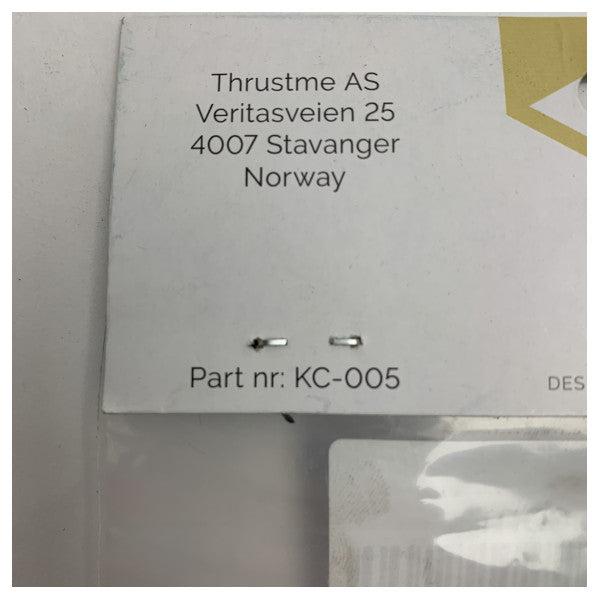 Thrustme AS
Veritasveien 25
4007 Stavanger
Norway
Part nr: KC-005
DES